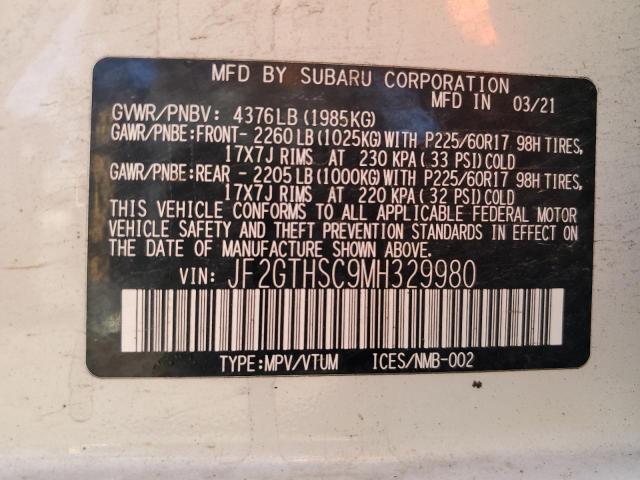 MFD BY SUBARU CORPORATION
MFD IN 03/21
GVWR/PNBV: 4376LB (1985KG)
GAWR/PNBE:FRONT- 2260LB (1025KG) WITH P225/60R17 98H TIRES,
17X7J RIMS AT 230 KPA ( 33 PSI) COLD
GAWR/PNBE:REAR - 2205LB (1000KG) WITH P225/60R17 98H TIRES,
17X7J RIMS AT 220 KPA ( 32 PSI) COLD
THIS VEHICLE CONFORMS TO ALL APPLICABLE FEDERAL MOTOR
VEHICLE SAFETY AND THEFT PREVENTION STANDARDS IN EFFECT ON
THE DATE OF MANUFACTURE SHOWN ABOVE.
VIN: JF2GTHSC9MH329980
TYPE:MPV/VTUM ICES/NMB-002